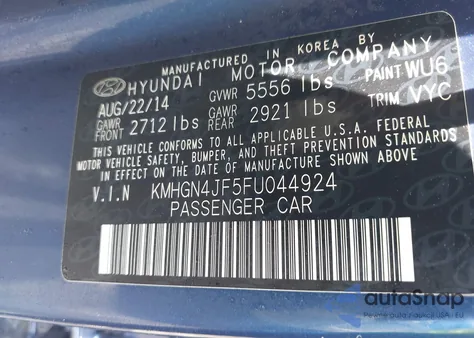 MANUFACTURED IN KOREA BY
HYUNDAI MOTOR COMPANY
AUG/22/14 GVWR 5556 lbs PAINT WU6
GAWR FRONT 2712 lbs GAWR REAR 2921 lbs TRIM VYC
THIS VEHICLE CONFORMS TO ALL APPLICABLE U.S.A. FEDERAL
MOTOR VEHICLE SAFETY, BUMPER, AND THEFT PREVENTION STANDARDS
IN EFFECT ON THE DATE OF MANUFACTURE SHOWN ABOVE.
V.I.N KMHGN4JF5FU044924
PASSENGER CAR
autoSnap